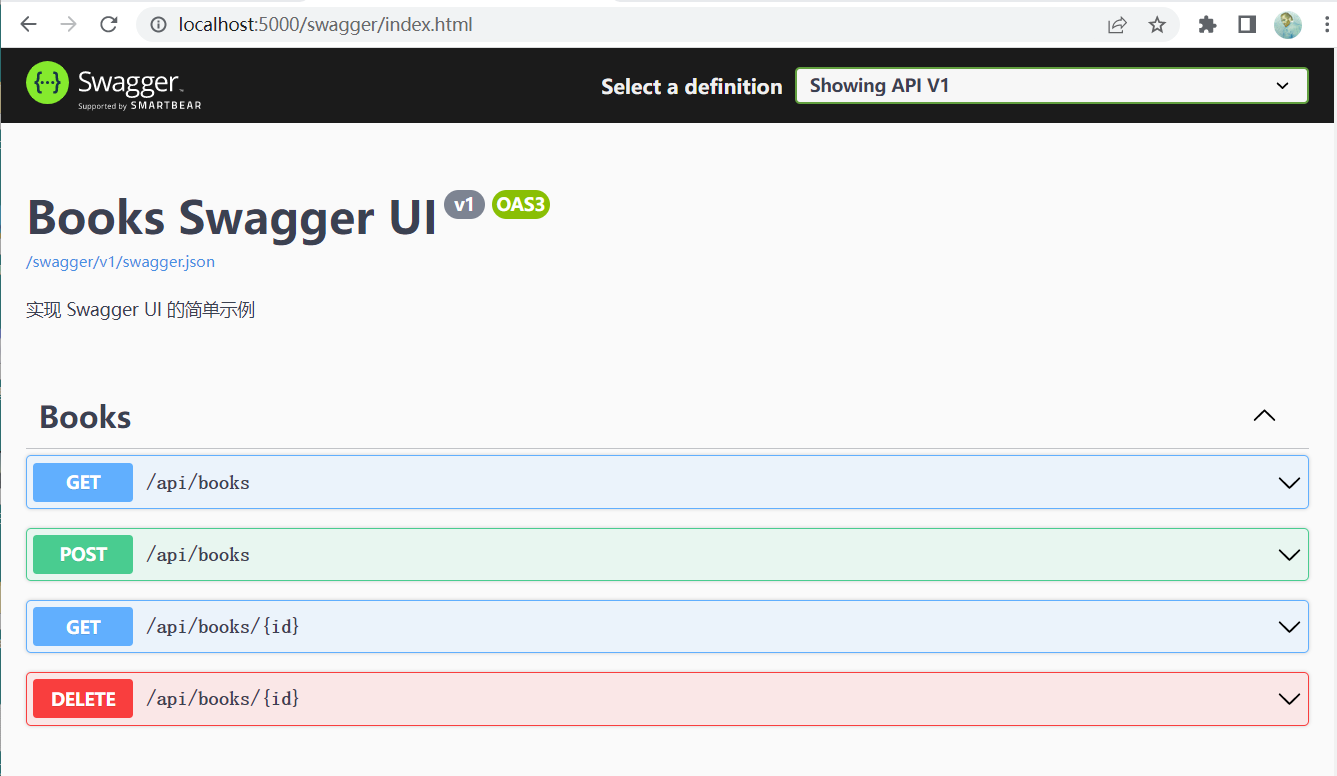 localhost:5000/swagger/index.html
{··} Swagger™
Supported by SMARTBEAR
Select a definition
Showing API V1
Books Swagger UI v1 OAS3
/swagger/v1/swagger.json
实现 Swagger UI 的简单示例
Books
GET /api/books
POST /api/books
GET /api/books/{id}
DELETE /api/books/{id}